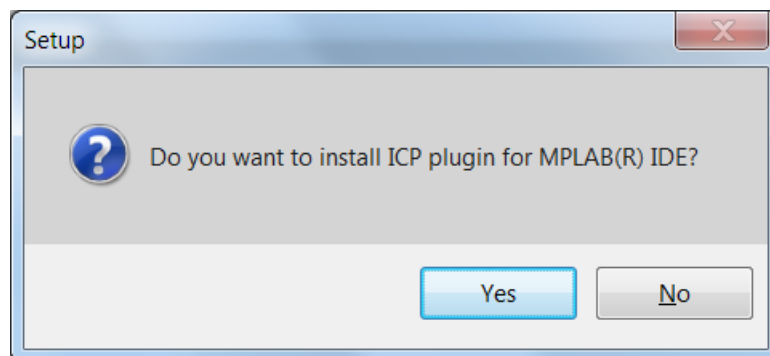 Setup
Do you want to install ICP plugin for MPLAB(R) IDE?
Yes No